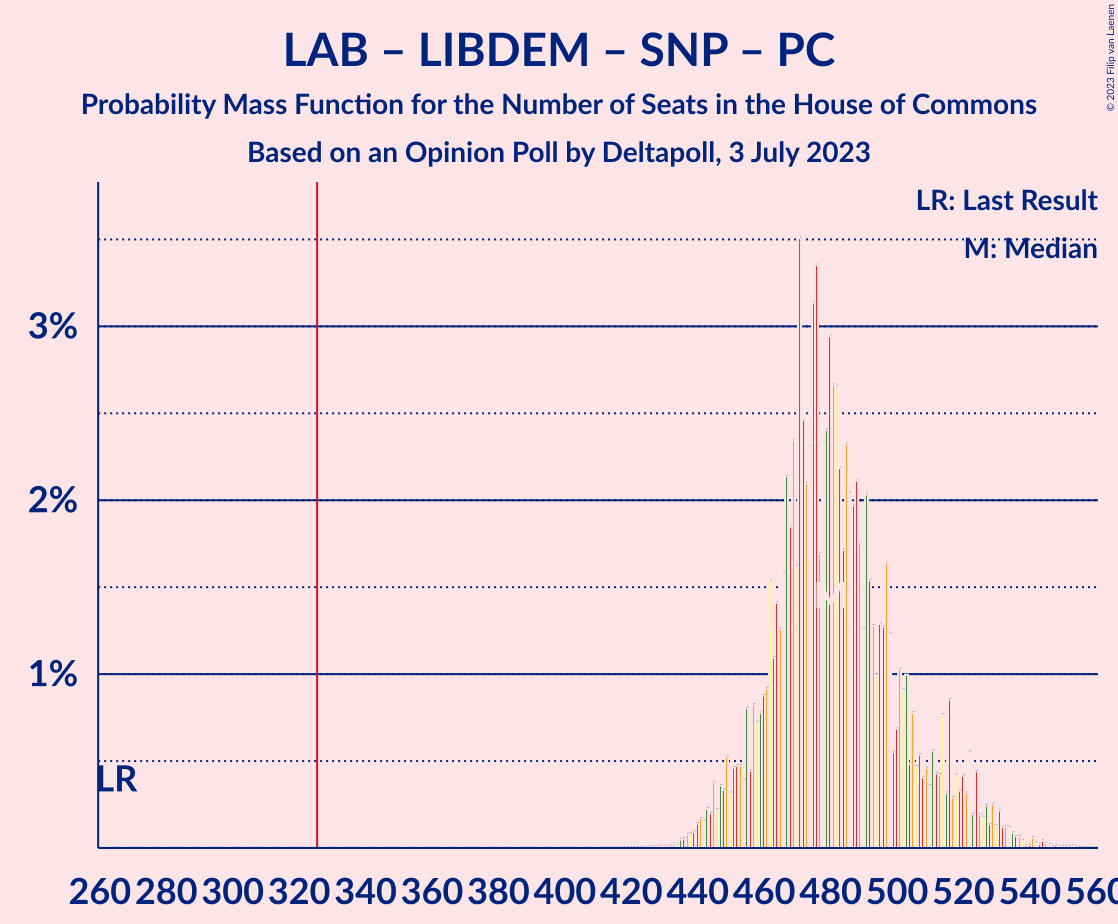 LAB – LIBDEM – SNP – PC
Probability Mass Function for the Number of Seats in the House of Commons
Based on an Opinion Poll by Deltapoll, 3 July 2023
© 2023 Filip van Laenen
LR: Last Result
M: Median
3%
2%
1%
LR
260 280 300 320 340 360 380 400 420 440 460 480 500 520 540 560